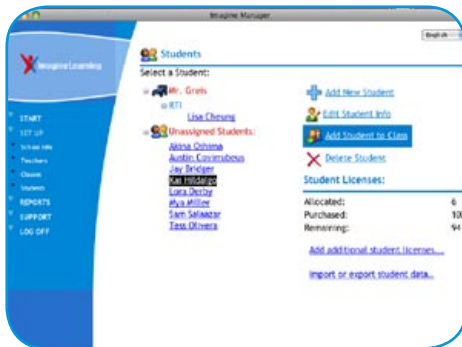 Imagine Manager
English
Imagine Learning
Students
Select a Student:
Mr. Greis
RTI
Lisa Cheung
Unassigned Students:
Akina Oshima
Austin Covierubeus
Jay Bridger
Kai Hildalgo
Lora Derby
Mya Miller
Sam Salaazar
Tess Olivera
START
SET UP
School Info
Teachers
Classes
Students
REPORTS
SUPPORT
LOG OFF
Add New Student
Edit Student Info
Add Student to Class
Delete Student
Student Licenses:
Allocated: 6
Purchased: 100
Remaining: 94
Add additional student licenses...
Import or export student data...